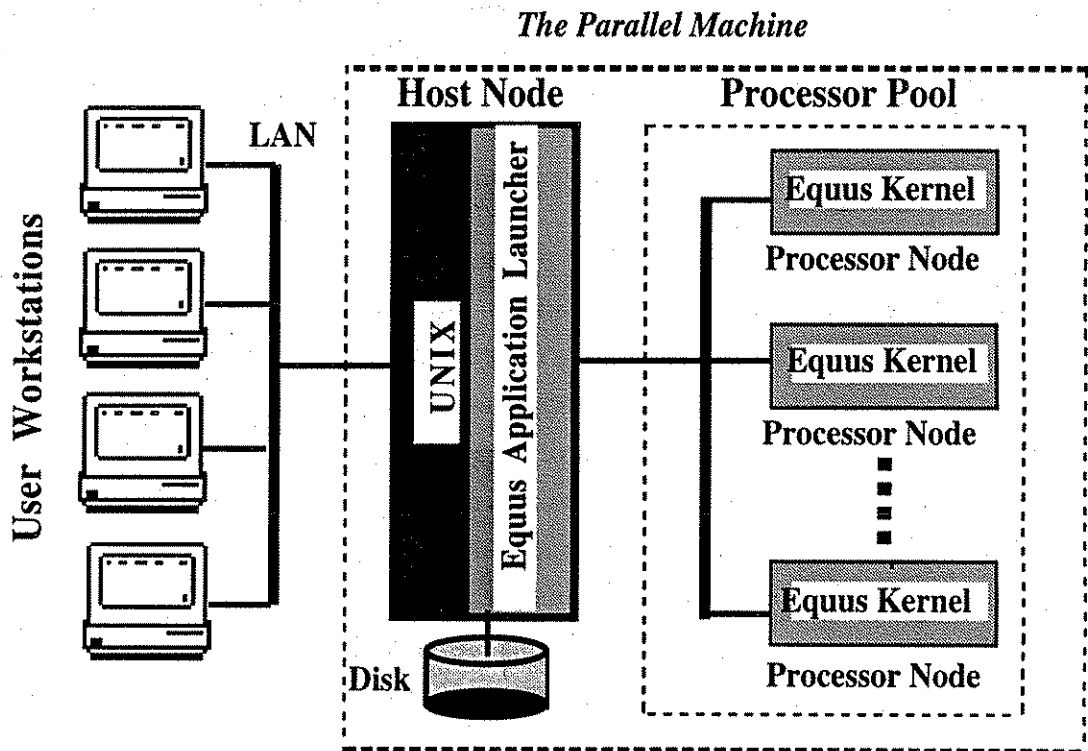 The Parallel Machine
Host Node
Processor Pool
LAN
User Workstations
UNIX
Equus Application Launcher
Equus Kernel
Processor Node
Equus Kernel
Processor Node
Equus Kernel
Processor Node
Disk